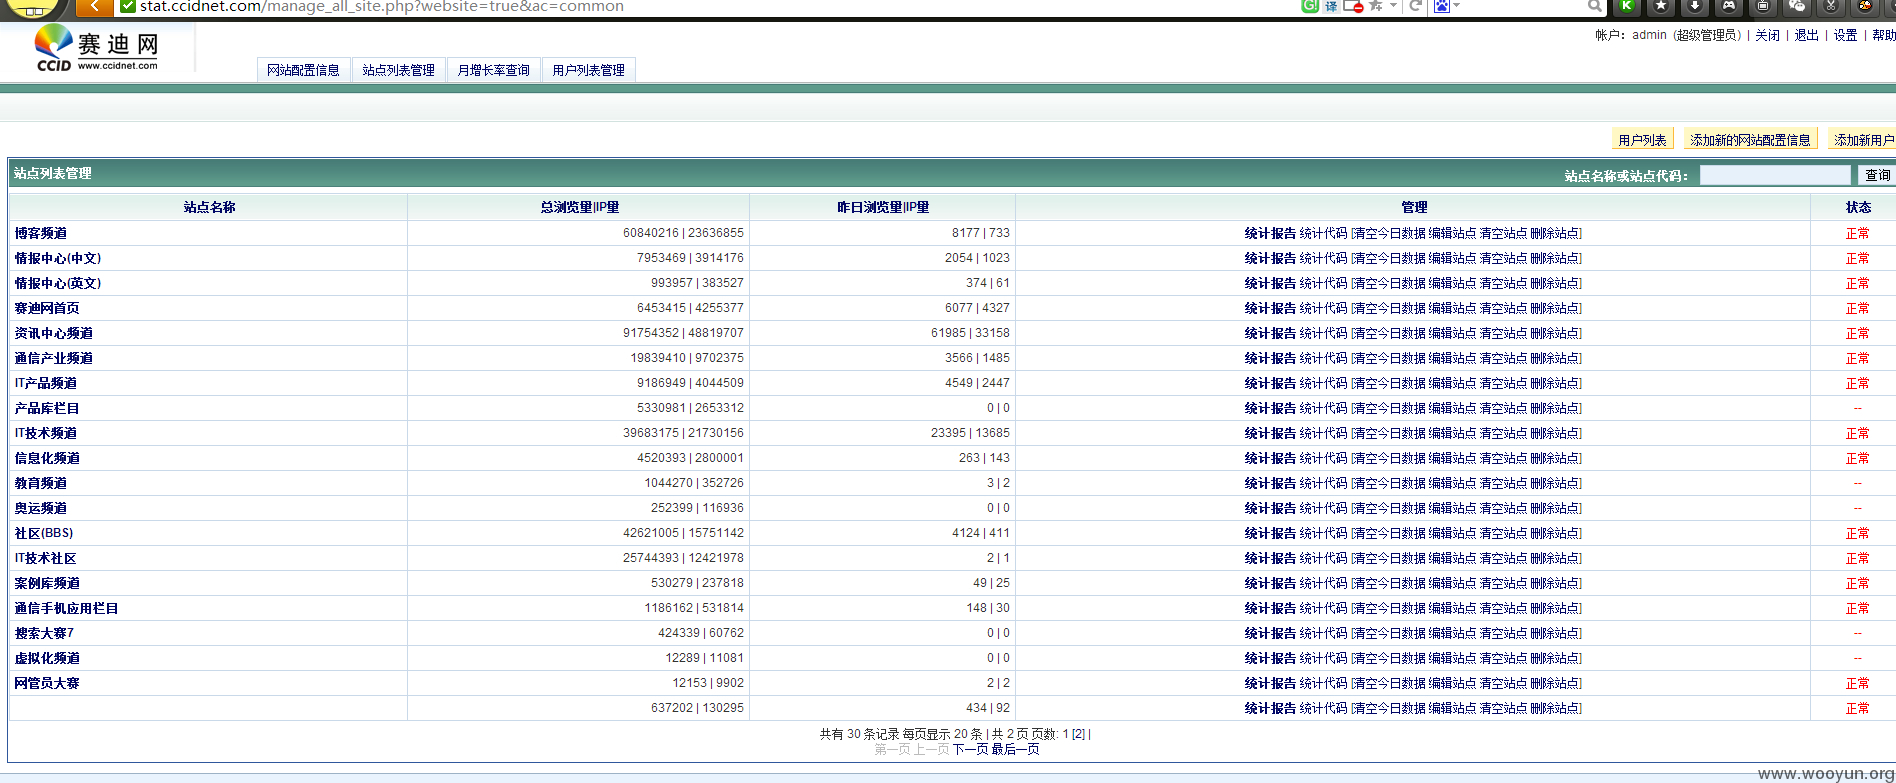 stat.ccidnet.com/manage_all_site.php?website=true&ac=common
译
赛迪网
CCID www.ccidnet.com
帐户：admin (超级管理员) | 关闭 | 退出 | 设置 | 帮助
网站配置信息 站点列表管理 月增长率查询 用户列表管理
用户列表 添加新的网站配置信息 添加新用户
站点列表管理 站点名称或站点代码： 查询
站点名称 总浏览量|IP量 昨日浏览量|IP量 管理 状态
博客频道 60840216 | 23636855 8177 | 733 统计报告 统计代码 [清空今日数据 编辑站点 清空站点 删除站点] 正常
情报中心(中文) 7953469 | 3914176 2054 | 1023 统计报告 统计代码 [清空今日数据 编辑站点 清空站点 删除站点] 正常
情报中心(英文) 993957 | 383527 374 | 61 统计报告 统计代码 [清空今日数据 编辑站点 清空站点 删除站点] 正常
赛迪网首页 6453415 | 4255377 6077 | 4327 统计报告 统计代码 [清空今日数据 编辑站点 清空站点 删除站点] 正常
资讯中心频道 91754352 | 48819707 61985 | 33158 统计报告 统计代码 [清空今日数据 编辑站点 清空站点 删除站点] 正常
通信产业频道 19839410 | 9702375 3566 | 1485 统计报告 统计代码 [清空今日数据 编辑站点 清空站点 删除站点] 正常
IT产品频道 9186949 | 4044509 4549 | 2447 统计报告 统计代码 [清空今日数据 编辑站点 清空站点 删除站点] 正常
产品库栏目 5330981 | 2653312 0 | 0 统计报告 统计代码 [清空今日数据 编辑站点 清空站点 删除站点] --
IT技术频道 39683175 | 21730156 23395 | 13685 统计报告 统计代码 [清空今日数据 编辑站点 清空站点 删除站点] 正常
信息化频道 4520393 | 2800001 263 | 143 统计报告 统计代码 [清空今日数据 编辑站点 清空站点 删除站点] 正常
教育频道 1044270 | 352726 3 | 2 统计报告 统计代码 [清空今日数据 编辑站点 清空站点 删除站点] --
奥运频道 252399 | 116936 0 | 0 统计报告 统计代码 [清空今日数据 编辑站点 清空站点 删除站点] --
社区(BBS) 42621005 | 15751142 4124 | 411 统计报告 统计代码 [清空今日数据 编辑站点 清空站点 删除站点] 正常
IT技术社区 25744393 | 12421978 2 | 1 统计报告 统计代码 [清空今日数据 编辑站点 清空站点 删除站点] 正常
案例库频道 530279 | 237818 49 | 25 统计报告 统计代码 [清空今日数据 编辑站点 清空站点 删除站点] 正常
通信手机应用栏目 1186162 | 531814 148 | 30 统计报告 统计代码 [清空今日数据 编辑站点 清空站点 删除站点] 正常
搜索大赛7 424339 | 60762 0 | 0 统计报告 统计代码 [清空今日数据 编辑站点 清空站点 删除站点] --
虚拟化频道 12289 | 11081 0 | 0 统计报告 统计代码 [清空今日数据 编辑站点 清空站点 删除站点] --
网管员大赛 12153 | 9902 2 | 2 统计报告 统计代码 [清空今日数据 编辑站点 清空站点 删除站点] 正常
637202 | 130295 434 | 92 统计报告 统计代码 [清空今日数据 编辑站点 清空站点 删除站点] 正常
共有 30 条记录 每页显示 20 条 | 共 2 页 页数: 1 [2] |
第一页 上一页 下一页 最后一页
www.wooyun.org